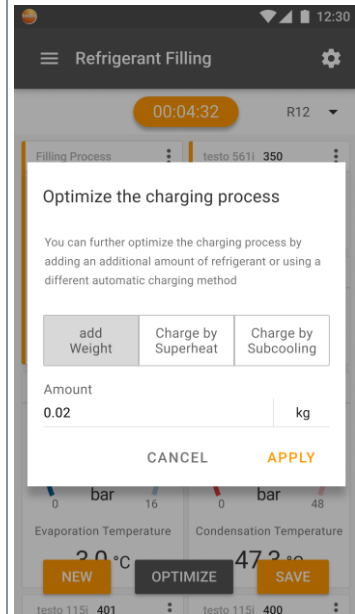 12:30
Refrigerant Filling
00:04:32 R12
Filling Process testo 561i 350
Optimize the charging process
You can further optimize the charging process by
adding an additional amount of refrigerant or using a
different automatic charging method
add
Weight
Charge by
Superheat
Charge by
Subcooling
Amount
0.02 kg
CANCEL APPLY
bar bar
0 16 0 48
Evaporation Temperature Condensation Temperature
°C 47.3
NEW OPTIMIZE SAVE
testo 115i 401 testo 115i 400